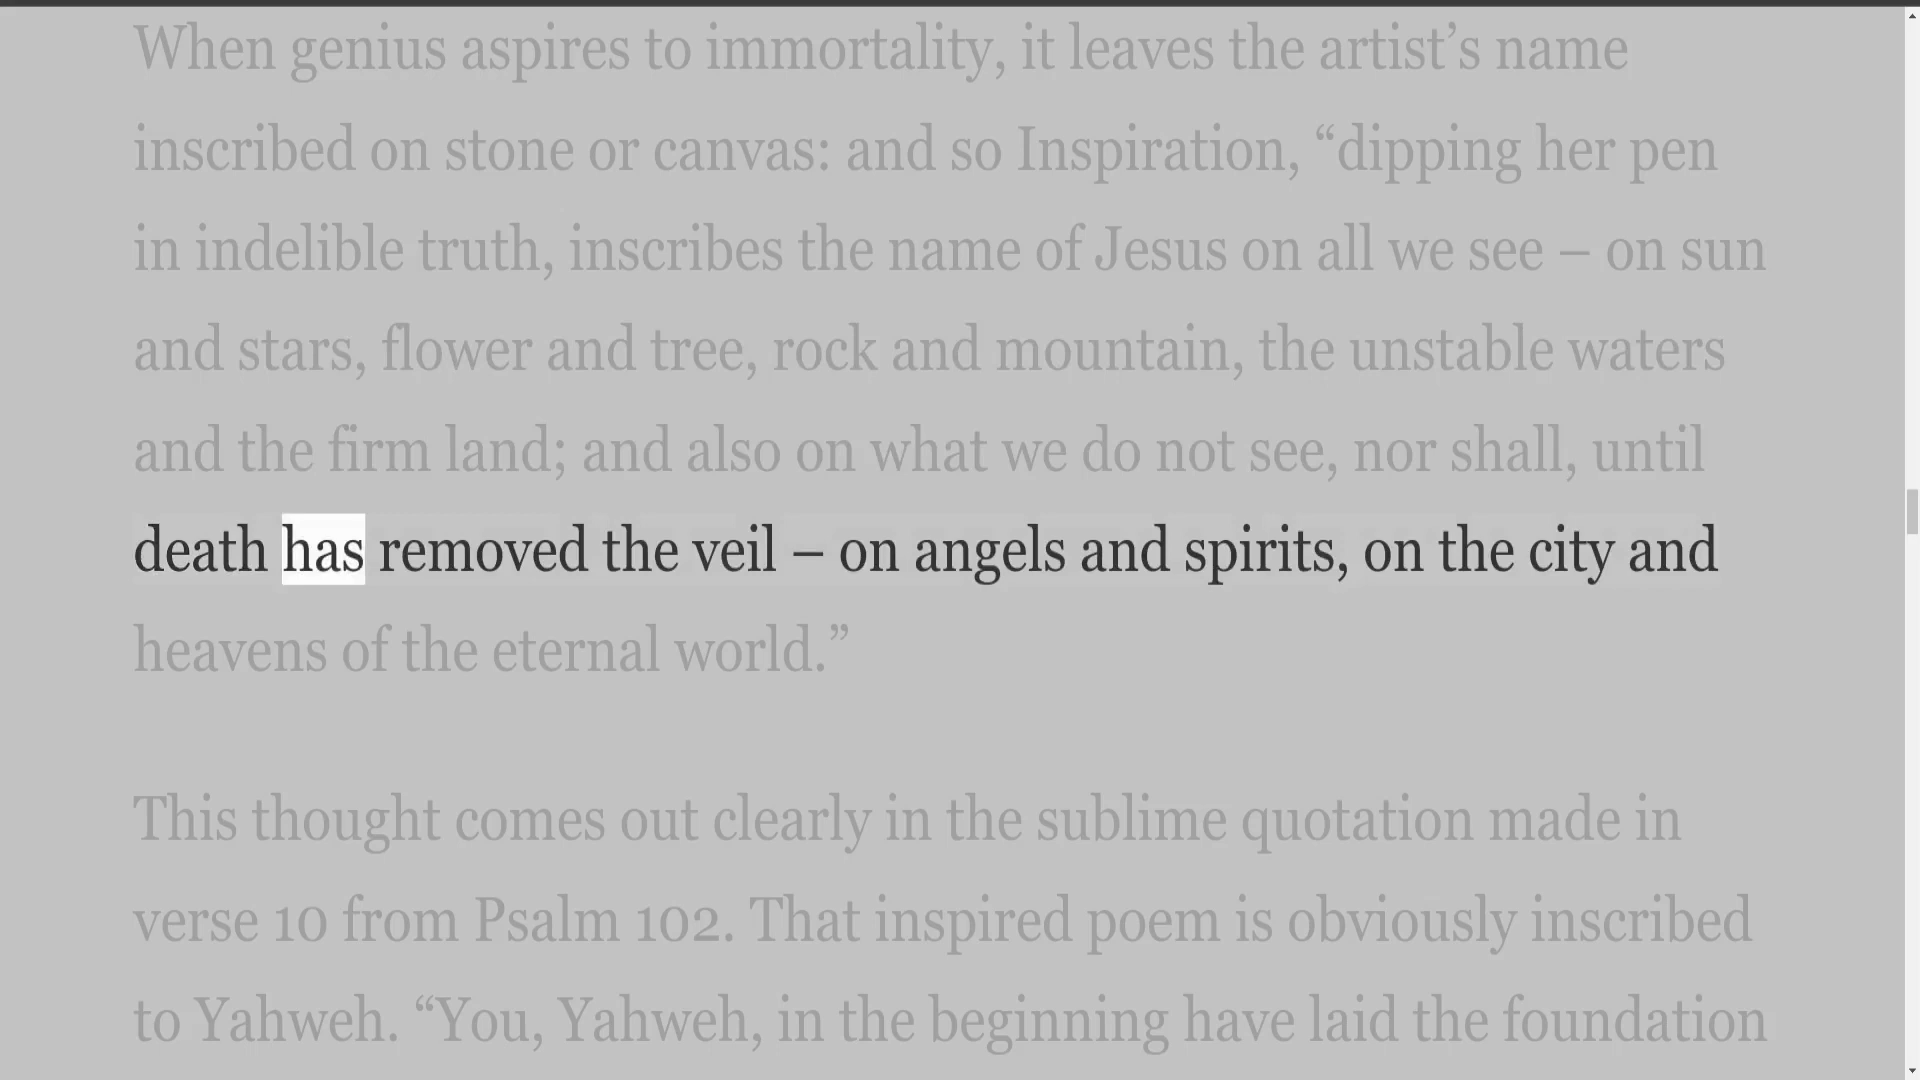 When genius aspires to immortality, it leaves the artist’s name
inscribed on stone or canvas: and so Inspiration, “dipping her pen
in indelible truth, inscribes the name of Jesus on all we see – on sun
and stars, flower and tree, rock and mountain, the unstable waters
and the firm land; and also on what we do not see, nor shall, until
death has removed the veil – on angels and spirits, on the city and
heavens of the eternal world.”
This thought comes out clearly in the sublime quotation made in
verse 10 from Psalm 102. That inspired poem is obviously inscribed
to Yahweh. “You, Yahweh, in the beginning have laid the foundation